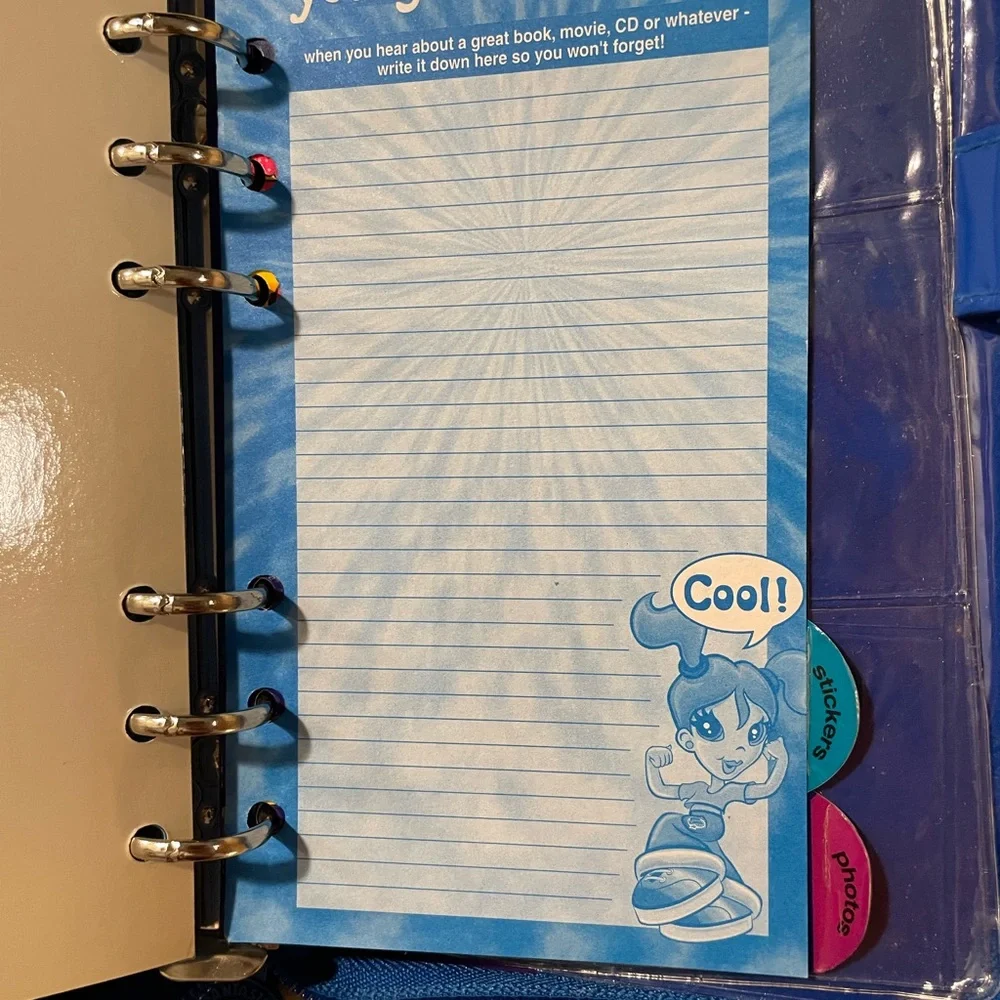 when you hear about a great book, movie, CD or whatever -
write it down here so you won't forget!
Cool!
stickers
photos